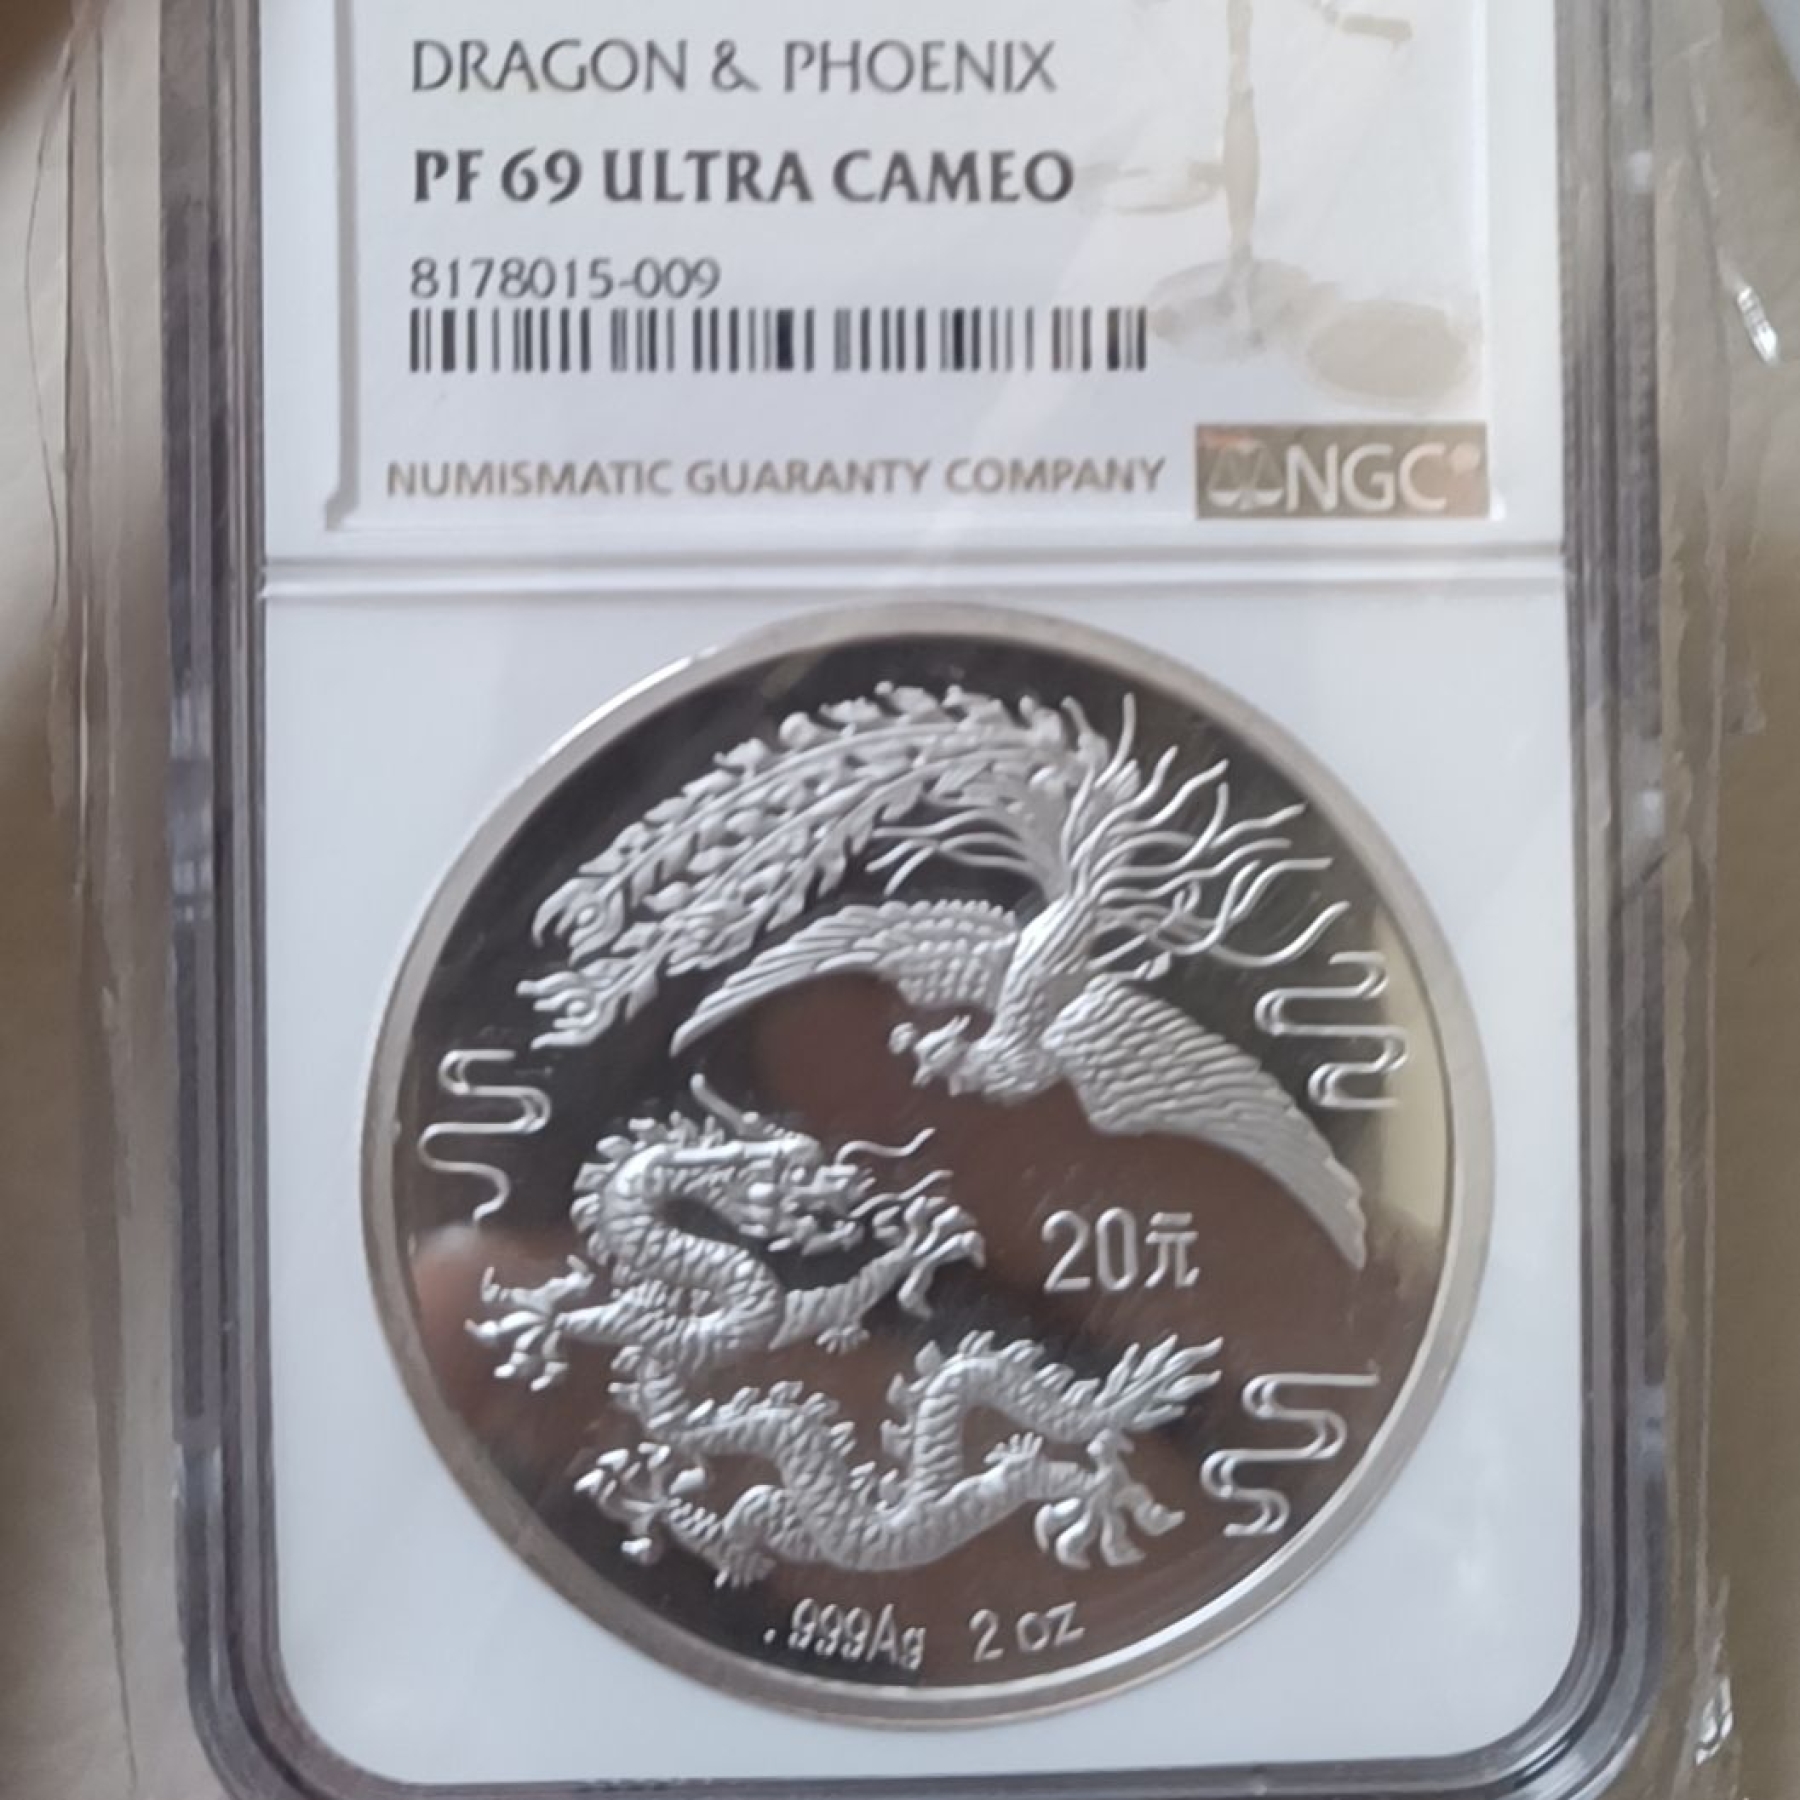 DRAGON & PHOENIX
PF 69 ULTRA CAMEO
8178015-009
NUMISMATIC GUARANTY COMPANY
NGC
20元
.999Ag 2 oz